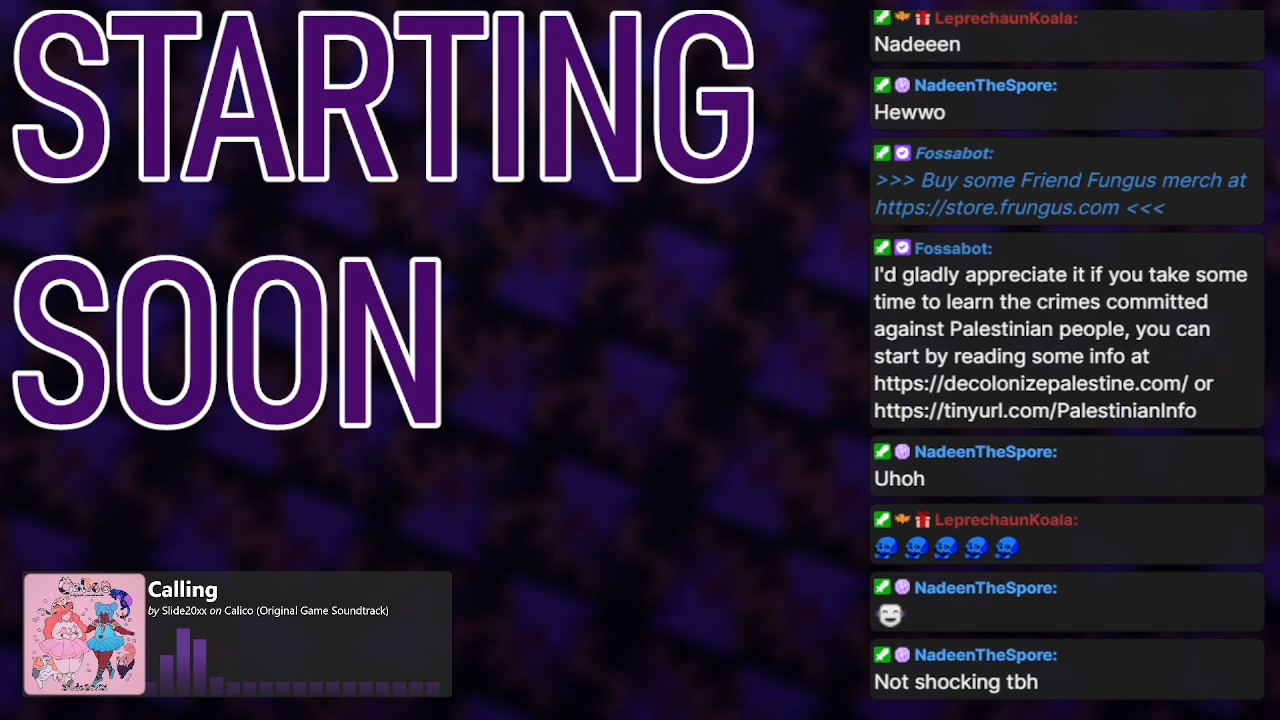 STARTING
SOON
Calico
Calling
by Slide20xx on Calico (Original Game Soundtrack)
LeprechaunKoala:
Nadeeen
NadeenTheSpore:
Hewwo
Fossabot:
>>> Buy some Friend Fungus merch at
https://store.frungus.com <<<
Fossabot:
I'd gladly appreciate it if you take some
time to learn the crimes committed
against Palestinian people, you can
start by reading some info at
https://decolonizepalestine.com/ or
https://tinyurl.com/PalestinianInfo
NadeenTheSpore:
Uhoh
LeprechaunKoala:
NadeenTheSpore:
NadeenTheSpore:
Not shocking tbh